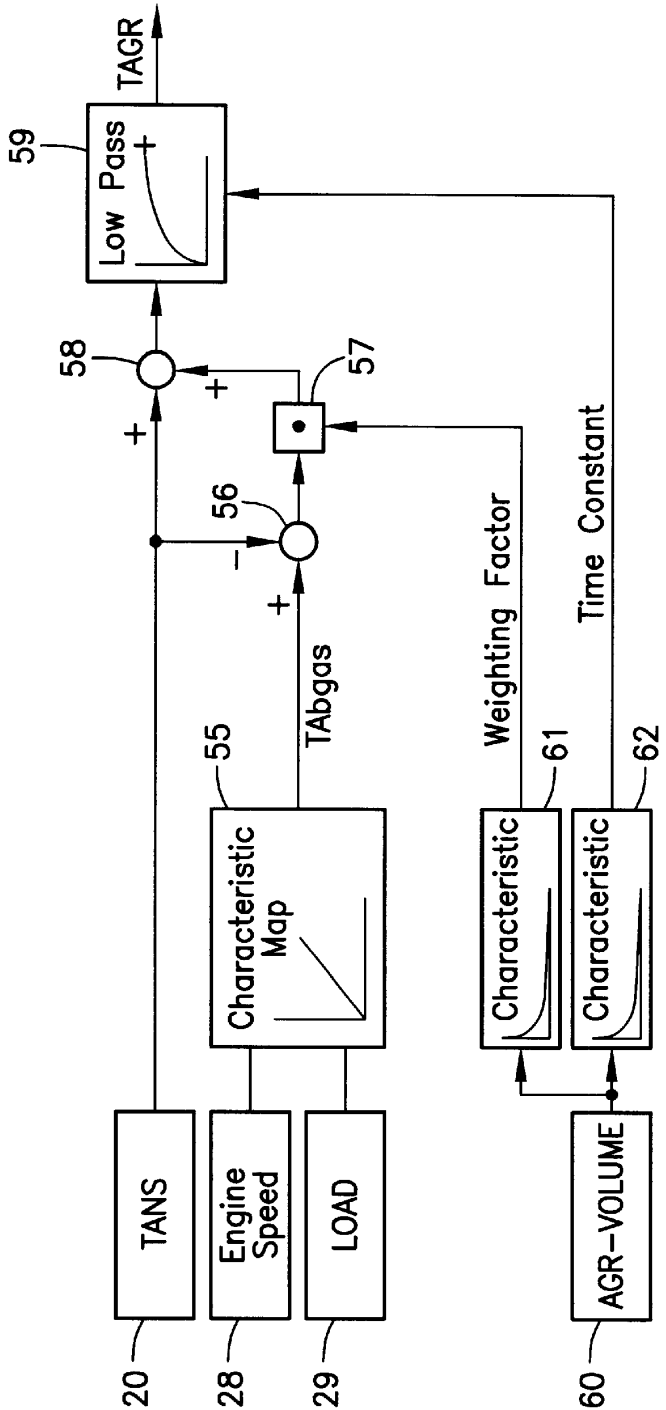 20
TANS
28
Engine
Speed
29
LOAD
55
Characteristic
Map
TAbgas
+
-
56
57
+
+
58
59
Low Pass
+
TAGR
60
AGR-VOLUME
61
Characteristic
Weighting Factor
62
Characteristic
Time Constant